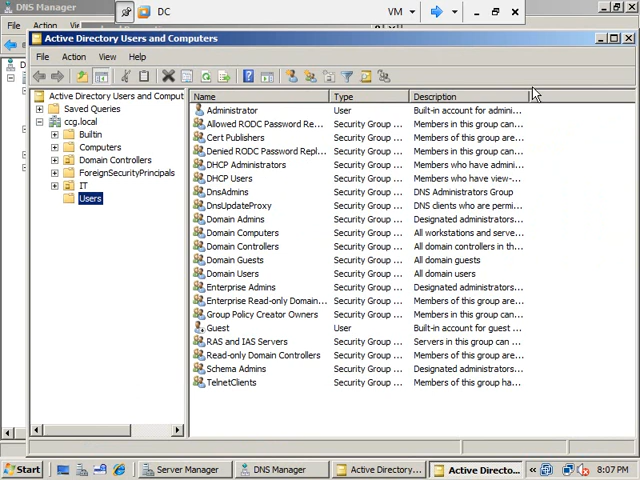 DNS Manager
DC
VM
File Action
Active Directory Users and Computers
File Action View Help
Active Directory Users and Comput
Saved Queries
ccg.local
Builtin
Computers
Domain Controllers
ForeignSecurityPrincipals
IT
Users
Name Type Description
Administrator User Built-in account for admini...
Allowed RODC Password Re... Security Group ... Members in this group can...
Cert Publishers Security Group ... Members of this group are...
Denied RODC Password Repl... Security Group ... Members in this group can...
DHCP Administrators Security Group ... Members who have admini...
DHCP Users Security Group ... Members who have view-...
DnsAdmins Security Group ... DNS Administrators Group
DnsUpdateProxy Security Group ... DNS clients who are permi...
Domain Admins Security Group ... Designated administrators...
Domain Computers Security Group ... All workstations and serve...
Domain Controllers Security Group ... All domain controllers in th...
Domain Guests Security Group ... All domain guests
Domain Users Security Group ... All domain users
Enterprise Admins Security Group ... Designated administrators...
Enterprise Read-only Domain... Security Group ... Members of this group are...
Group Policy Creator Owners Security Group ... Members in this group can...
Guest User Built-in account for guest ...
RAS and IAS Servers Security Group ... Servers in this group can ...
Read-only Domain Controllers Security Group ... Members of this group are...
Schema Admins Security Group ... Designated administrators...
TelnetClients Security Group ... Members of this group ha...
Start Server Manager DNS Manager Active Directory... Active Directo... 8:07 PM